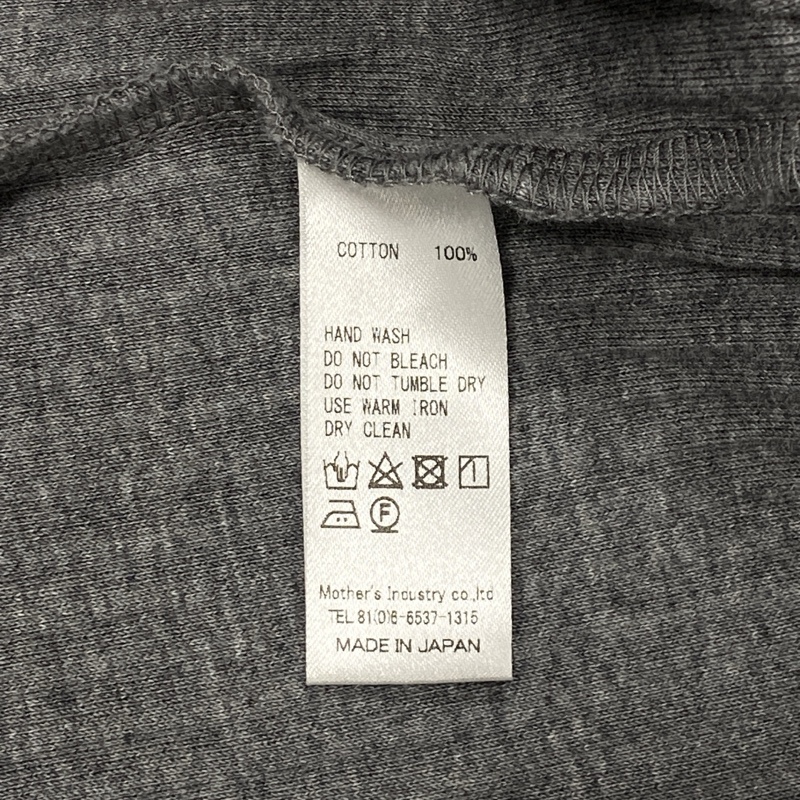 COTTON 100%
HAND WASH
DO NOT BLEACH
DO NOT TUMBLE DRY
USE WARM IRON
DRY CLEAN
F
Mother's Industry co.,ltd
TEL 81(0)6-6537-1315
MADE IN JAPAN